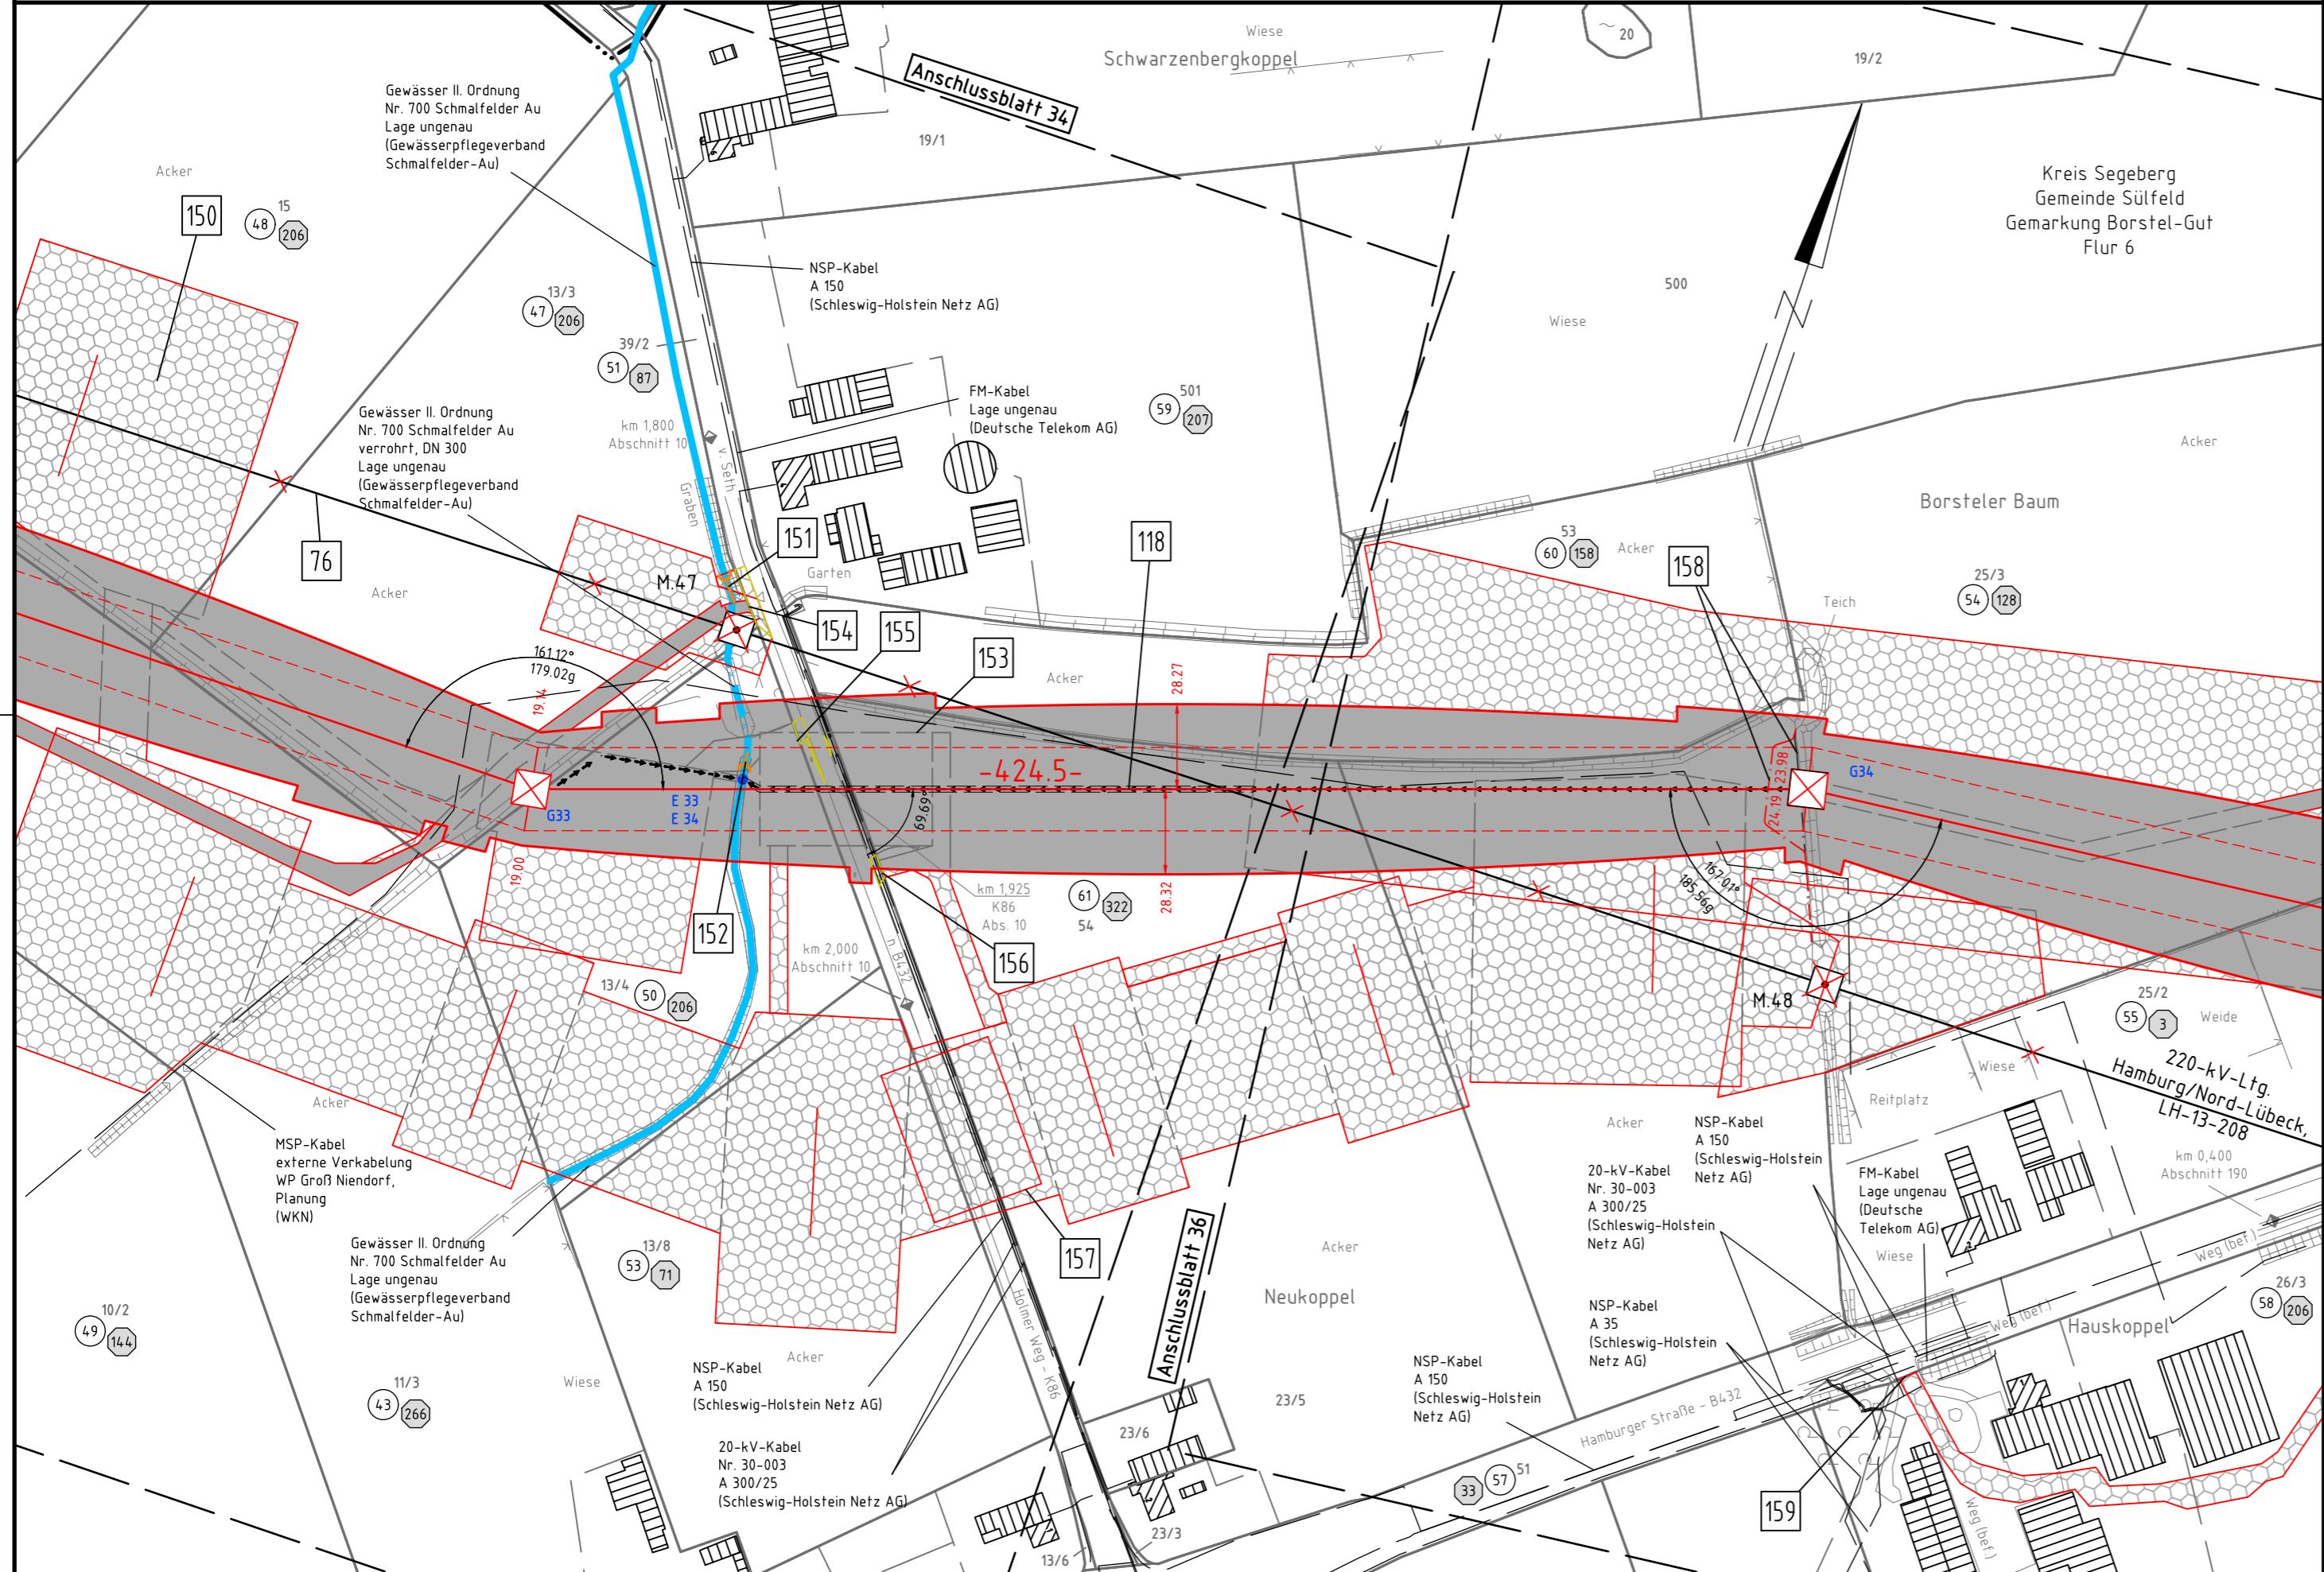 Wiese
Schwarzenbergkoppel
20
19/2
Anschlussblatt 34
19/1
Kreis Segeberg
Gemeinde Sülfeld
Gemarkung Borstel-Gut
Flur 6
Gewässer II. Ordnung
Nr. 700 Schmalfelder Au
Lage ungenau
(Gewässerpflegeverband
Schmalfelder-Au)
Acker
150
15
48
206
NSP-Kabel
A 150
(Schleswig-Holstein Netz AG)
500
Wiese
13/3
47
206
39/2
51
87
FM-Kabel
Lage ungenau
(Deutsche Telekom AG)
501
59
207
Gewässer II. Ordnung
Nr. 700 Schmalfelder Au
verrohrt, DN 300
Lage ungenau
(Gewässerpflegeverband
Schmalfelder-Au)
km 1,800
Abschnitt 10
v. Seth
Graben
Acker
Borsteler Baum
76
Acker
151
118
53
60
158
Acker
158
25/3
54
128
M.47
Garten
Teich
154
155
153
161.12°
179.02g
19.14
Acker
28.27
-424.5-
23.98
24.19
G34
G33
E 33
E 34
69.69°
19.00
28.32
167.01°
185.56g
km 1,925
K86
Abs. 10
61
322
54
152
156
km 2,000
Abschnitt 10
n. B432
13/4
50
206
M.48
25/2
55
3
Weide
220-kV-Ltg.
Hamburg/Nord-Lübeck,
LH-13-208
Wiese
Reitplatz
Acker
Acker
NSP-Kabel
A 150
(Schleswig-Holstein
Netz AG)
MSP-Kabel
externe Verkabelung
WP Groß Niendorf,
Planung
(WKN)
20-kV-Kabel
Nr. 30-003
A 300/25
(Schleswig-Holstein
Netz AG)
FM-Kabel
Lage ungenau
(Deutsche
Telekom AG)
km 0,400
Abschnitt 190
Gewässer II. Ordnung
Nr. 700 Schmalfelder Au
Lage ungenau
(Gewässerpflegeverband
Schmalfelder-Au)
13/8
53
71
157
Anschlussblatt 36
Acker
Neukoppel
Wiese
Weg (bef.)
26/3
58
206
10/2
49
144
Holmer Weg - K86
NSP-Kabel
A 35
(Schleswig-Holstein
Netz AG)
Weg (bef.)
Hauskoppel
11/3
43
266
Wiese
Acker
NSP-Kabel
A 150
(Schleswig-Holstein Netz AG)
NSP-Kabel
A 150
(Schleswig-Holstein
Netz AG)
23/5
Hamburger Straße - B432
23/6
20-kV-Kabel
Nr. 30-003
A 300/25
(Schleswig-Holstein Netz AG)
33
57
51
159
23/3
13/6
Weg (bef.)